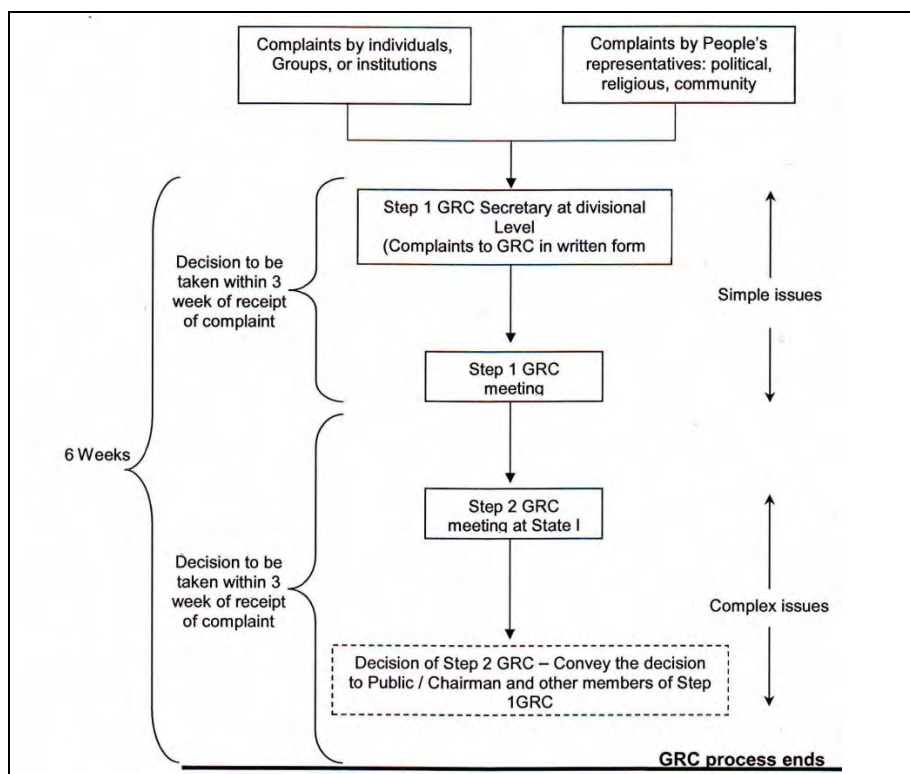 Complaints by individuals,
Groups, or institutions
Complaints by People's
representatives: political,
religious, community
Step 1 GRC Secretary at divisional
Level
(Complaints to GRC in written form
Decision to be
taken within 3
week of receipt
of complaint
Simple issues
Step 1 GRC
meeting
6 Weeks
Step 2 GRC
meeting at State l
Decision to be
taken within 3
week of receipt
of complaint
Complex issues
Decision of Step 2 GRC – Convey the decision
to Public / Chairman and other members of Step
1GRC
GRC process ends